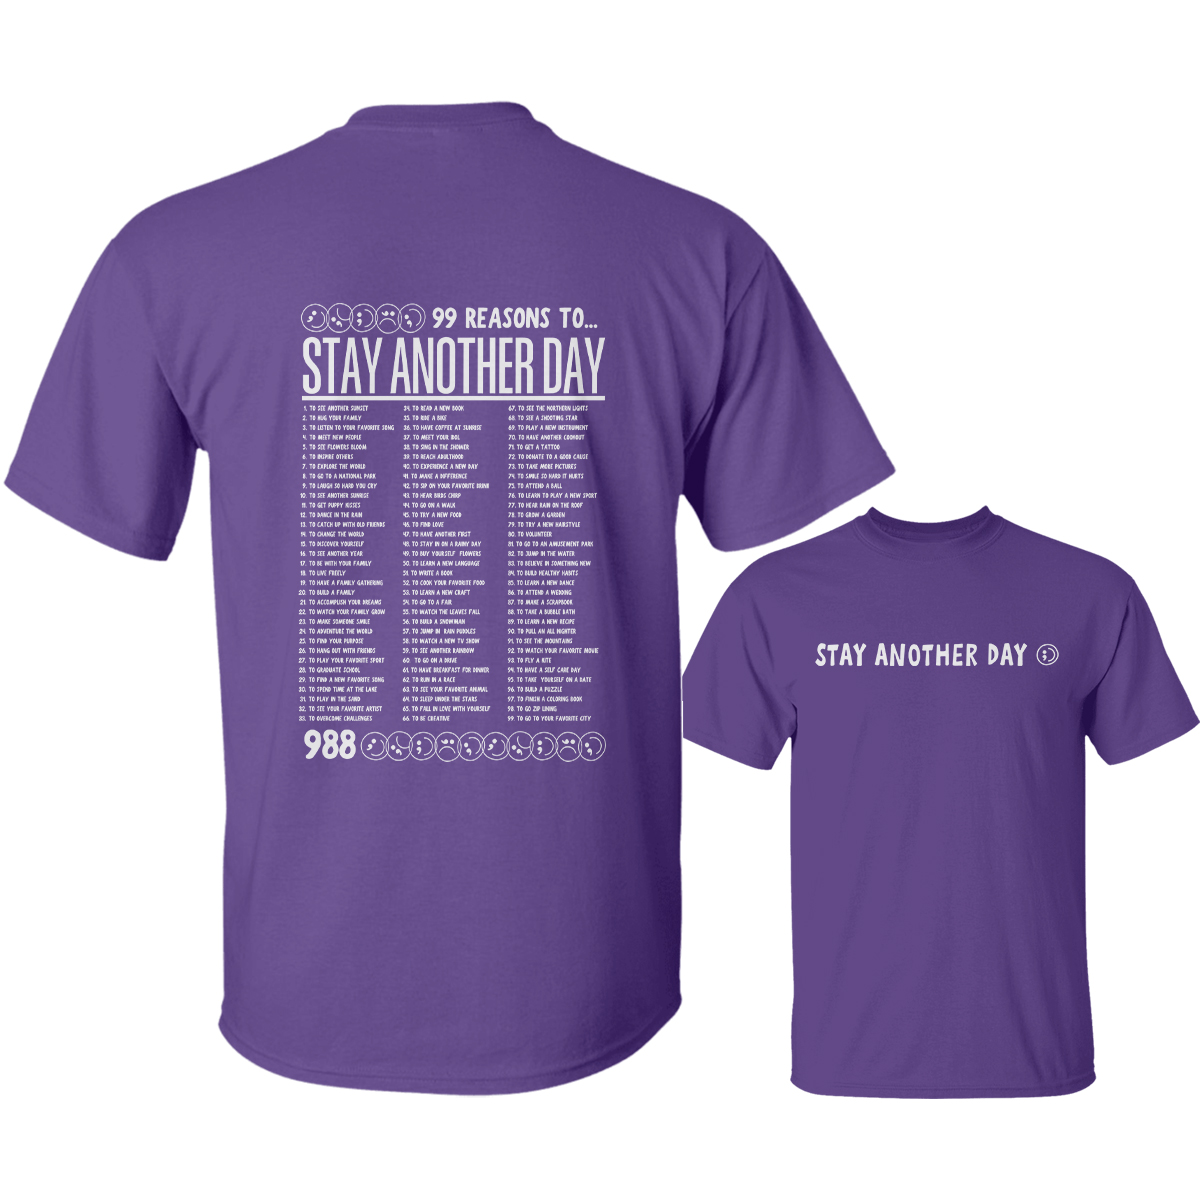 99 REASONS TO...
STAY ANOTHER DAY
1. TO SEE ANOTHER SUNSET
2. TO HUG YOUR FAMILY
3. TO LISTEN TO YOUR FAVORITE SONG
4. TO MEET NEW PEOPLE
5. TO SEE FLOWERS BLOOM
6. TO INSPIRE OTHERS
7. TO EXPLORE THE WORLD
8. TO GO TO A NATIONAL PARK
9. TO LAUGH SO HARD YOU CRY
10. TO SEE ANOTHER SUNRISE
11. TO GET PUPPY KISSES
12. TO DANCE IN THE RAIN
13. TO CATCH UP WITH OLD FRIENDS
14. TO CHANGE THE WORLD
15. TO DISCOVER YOURSELF
16. TO SEE ANOTHER YEAR
17. TO BE WITH YOUR FAMILY
18. TO LIVE FREELY
19. TO HAVE A FAMILY GATHERING
20. TO BUILD A FAMILY
21. TO ACCOMPLISH YOUR DREAMS
22. TO WATCH YOUR FAMILY GROW
23. TO MAKE SOMEONE SMILE
24. TO ADVENTURE THE WORLD
25. TO FIND YOUR PURPOSE
26. TO HANG OUT WITH FRIENDS
27. TO PLAY YOUR FAVORITE SPORT
28. TO GRADUATE SCHOOL
29. TO FIND A NEW FAVORITE SONG
30. TO SPEND TIME AT THE LAKE
31. TO PLAY IN THE SAND
32. TO SEE YOUR FAVORITE ARTIST
33. TO OVERCOME CHALLENGES
34. TO READ A NEW BOOK
35. TO RIDE A BIKE
36. TO HAVE COFFEE AT SUNRISE
37. TO MEET YOUR IDOL
38. TO SING IN THE SHOWER
39. TO REACH ADULTHOOD
40. TO EXPERIENCE A NEW DAY
41. TO MAKE A DIFFERENCE
42. TO SIP ON YOUR FAVORITE DRINK
43. TO HEAR BIRDS CHIRP
44. TO GO ON A WALK
45. TO TRY A NEW FOOD
46. TO FIND LOVE
47. TO HAVE ANOTHER FIRST
48. TO STAY IN ON A RAINY DAY
49. TO BUY YOURSELF FLOWERS
50. TO LEARN A NEW LANGUAGE
51. TO WRITE A BOOK
52. TO COOK YOUR FAVORITE FOOD
53. TO LEARN A NEW CRAFT
54. TO GO TO A FAIR
55. TO WATCH THE LEAVES FALL
56. TO BUILD A SNOWMAN
57. TO JUMP IN RAIN PUDDLES
58. TO WATCH A NEW TV SHOW
59. TO SEE ANOTHER RAINBOW
60 TO GO ON A DRIVE
61. TO HAVE BREAKFAST FOR DINNER
62. TO RUN IN A RACE
63. TO SEE YOUR FAVORITE ANIMAL
64. TO SLEEP UNDER THE STARS
65. TO FALL IN LOVE WITH YOURSELF
66. TO BE CREATIVE
67. TO SEE THE NORTHERN LIGHTS
68. TO SEE A SHOOTING STAR
69. TO PLAY A NEW INSTRUMENT
70. TO HAVE ANOTHER COOKOUT
71. TO GET A TATTOO
72. TO DONATE TO A GOOD CAUSE
73. TO TAKE MORE PICTURES
74. TO SMILE SO HARD IT HURTS
75. TO ATTEND A BALL
76. TO LEARN TO PLAY A NEW SPORT
77. TO HEAR RAIN ON THE ROOF
78. TO GROW A GARDEN
79. TO TRY A NEW HAIRSTYLE
80. TO VOLUNTEER
81. TO GO TO AN AMUSEMENT PARK
82. TO JUMP IN THE WATER
83. TO BELIEVE IN SOMETHING NEW
84. TO BUILD HEALTHY HABITS
85. TO LEARN A NEW DANCE
86. TO ATTEND A WEDDING
87. TO MAKE A SCRAPBOOK
88. TO TAKE A BUBBLE BATH
89. TO LEARN A NEW RECIPE
90. TO PULL AN ALL NIGHTER
91. TO SEE THE MOUNTAINS
92. TO WATCH YOUR FAVORITE MOVIE
93. TO FLY A KITE
94. TO HAVE A SELF CARE DAY
95. TO TAKE YOURSELF ON A DATE
96. TO BUILD A PUZZLE
97. TO FINISH A COLORING BOOK
98. TO GO ZIP LINING
99. TO GO TO YOUR FAVORITE CITY
988
STAY ANOTHER DAY